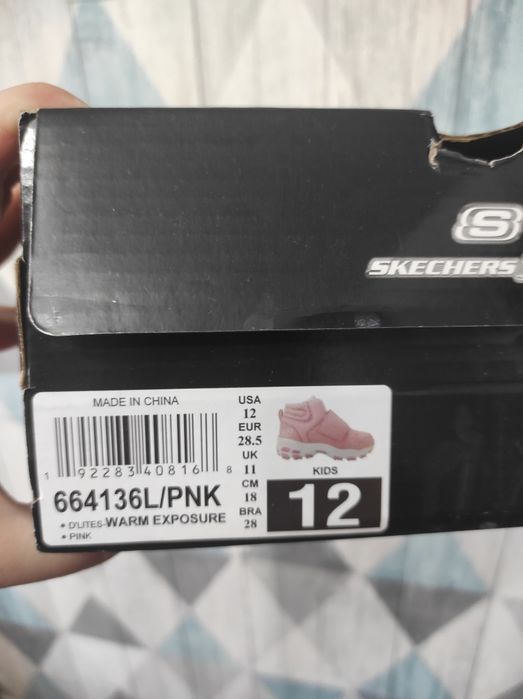 S
SKECHERS
MADE IN CHINA
1 92283 40816 8
664136L/PNK
• D'LITES-WARM EXPOSURE
• PINK
USA
12
EUR
28.5
UK
11
CM
18
BRA
28
KIDS
12